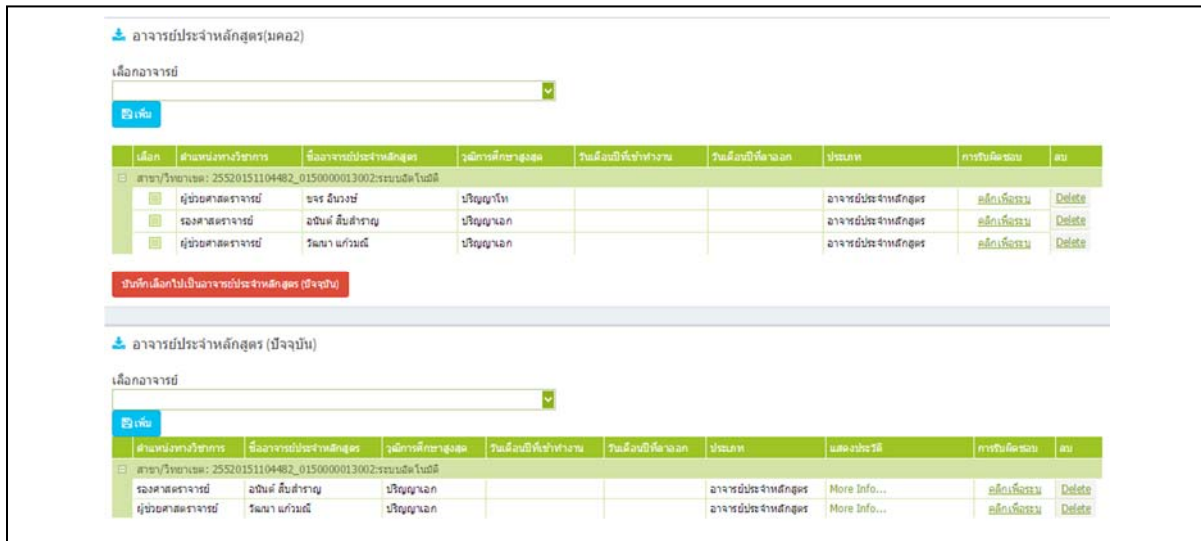 อาจารย์ประจำหลักสูตร(มคอ2)
เลือกอาจารย์
เพิ่ม
เลือก ตำแหน่งทางวิชาการ ชื่ออาจารย์ประจำหลักสูตร วุฒิการศึกษาสูงสุด วันเดือนปีที่เข้าทำงาน วันเดือนปีที่ลาออก ประเภท การรับผิดชอบ ลบ
สาขา/วิทยาเขต: 25520151104482_0150000013002:ระบบอัตโนมัติ
ผู้ช่วยศาสตราจารย์ ขจร อินวงษ์ ปริญญาโท อาจารย์ประจำหลักสูตร คลิกเพื่อระบุ Delete
รองศาสตราจารย์ อนันต์ สืบสำราญ ปริญญาเอก อาจารย์ประจำหลักสูตร คลิกเพื่อระบุ Delete
ผู้ช่วยศาสตราจารย์ วัฒนา แก้วมณี ปริญญาเอก อาจารย์ประจำหลักสูตร คลิกเพื่อระบุ Delete
บันทึกเลือกไปเป็นอาจารย์ประจำหลักสูตร (ปัจจุบัน)
อาจารย์ประจำหลักสูตร (ปัจจุบัน)
เลือกอาจารย์
เพิ่ม
ตำแหน่งทางวิชาการ ชื่ออาจารย์ประจำหลักสูตร วุฒิการศึกษาสูงสุด วันเดือนปีที่เข้าทำงาน วันเดือนปีที่ลาออก ประเภท แสดงประวัติ การรับผิดชอบ ลบ
สาขา/วิทยาเขต: 25520151104482_0150000013002:ระบบอัตโนมัติ
รองศาสตราจารย์ อนันต์ สืบสำราญ ปริญญาเอก อาจารย์ประจำหลักสูตร More Info... คลิกเพื่อระบุ Delete
ผู้ช่วยศาสตราจารย์ วัฒนา แก้วมณี ปริญญาเอก อาจารย์ประจำหลักสูตร More Info... คลิกเพื่อระบุ Delete